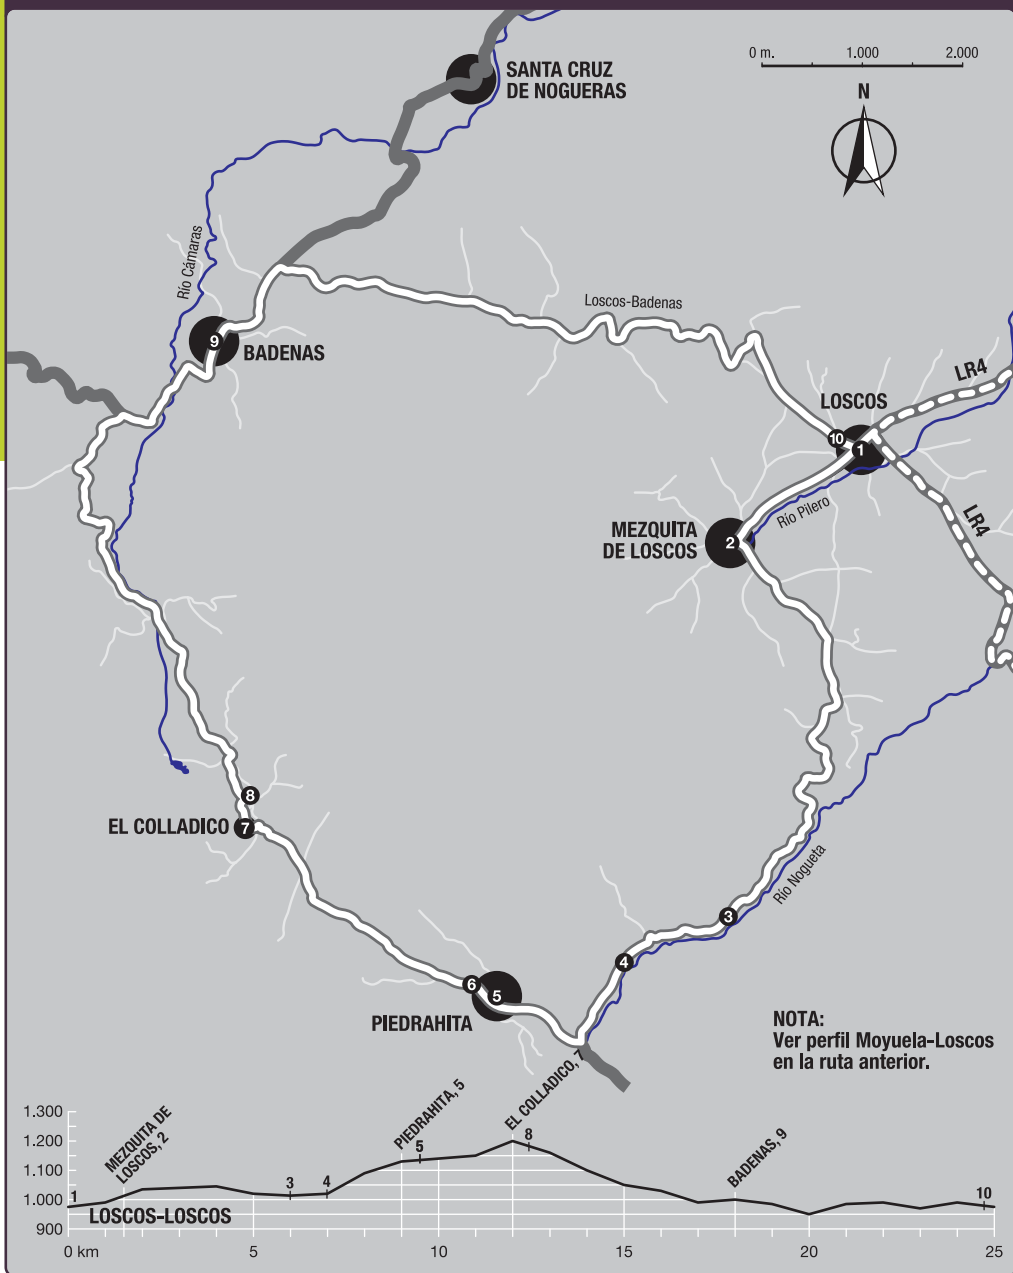 SANTA CRUZ
DE NOGUERAS
0 m.
1.000
2.000
N
Río Cámaras
Loscos-Badenas
9
BADENAS
LR4
LOSCOS
10
1
Río Pilero
LR4
MEZQUITA
DE LOSCOS
2
8
EL COLLADICO
7
Río Nogueta
3
4
6
5
PIEDRAHITA
NOTA:
Ver perfil Moyuela-Loscos
en la ruta anterior.
1.300
1.200
1.100
1.000
900
MEZQUITA DE
LOSCOS, 2
PIEDRAHITA, 5
EL COLLADICO, 7
BADENAS, 9
1
3
4
5
8
10
LOSCOS-LOSCOS
0 km
5
10
15
20
25